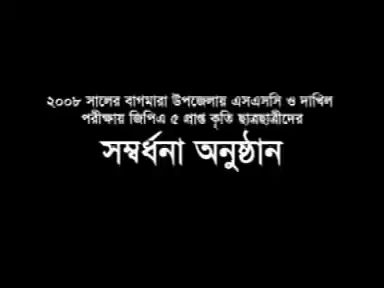 ২০০৮ সালের বাগমারা উপজেলায় এসএসসি ও দাখিল
পরীক্ষায় জিপিএ ৫ প্রাপ্ত কৃতি ছাত্রছাত্রীদের
সম্বর্ধনা অনুষ্ঠান